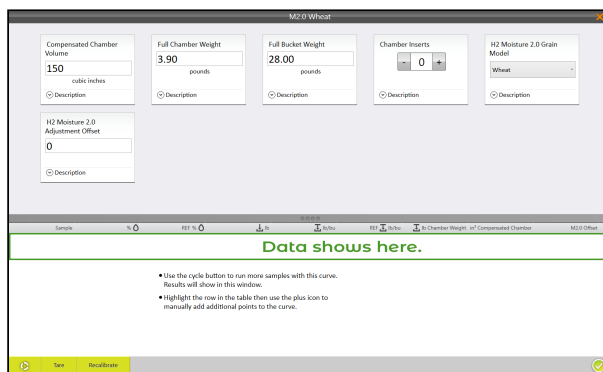 M2.0 Wheat
Compensated Chamber
Volume
150
cubic inches
Description
Full Chamber Weight
3.90
pounds
Description
Full Bucket Weight
28.00
pounds
Description
Chamber Inserts
- 0 +
Description
H2 Moisture 2.0 Grain
Model
Wheat
Description
H2 Moisture 2.0
Adjustment Offset
0
Description
Sample % REF % lb lb/bu REF lb/bu lb Chamber Weight in³ Compensated Chamber M2.0 Offset
Data shows here.
• Use the cycle button to run more samples with this curve.
Results will show in this window.
• Highlight the row in the table then use the plus icon to
manually add additional points to the curve.
Tare Recalibrate